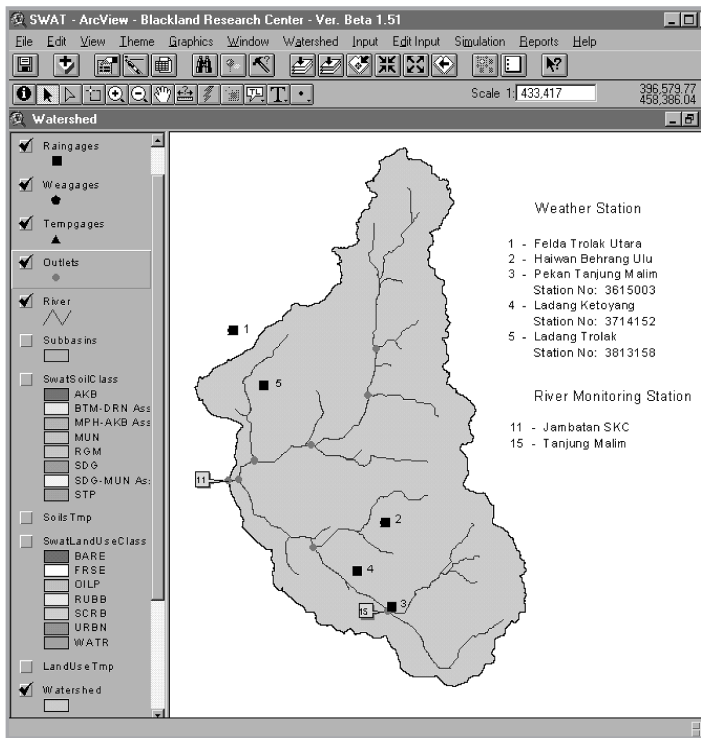 SWAT - ArcView - Blackland Research Center - Ver. Beta 1.51
File Edit View Theme Graphics Window Watershed Input Edit Input Simulation Reports Help
Scale 1: 433,417
396,579.77
458,386.04
Watershed
Raingages
Weagages
Tempgages
Outlets
River
Subbasins
SwatSoilClass
AKB
BTM-DRN Ass
MPH-AKB Ass
MUN
RGM
SDG
SDG-MUN As:
STP
SoilsTmp
SwatLandUseClass
BARE
FRSE
OILP
RUBB
SCRB
URBN
WATR
LandUseTmp
Watershed
1
5
11
2
4
3
15
Weather Station
1 - Felda Trolak Utara
2 - Haiwan Behrang Ulu
3 - Pekan Tanjung Malim
Station No: 3615003
4 - Ladang Ketoyang
Station No: 3714152
5 - Ladang Trolak
Station No: 3813158
River Monitoring Station
11 - Jambatan SKC
15 - Tanjung Malim